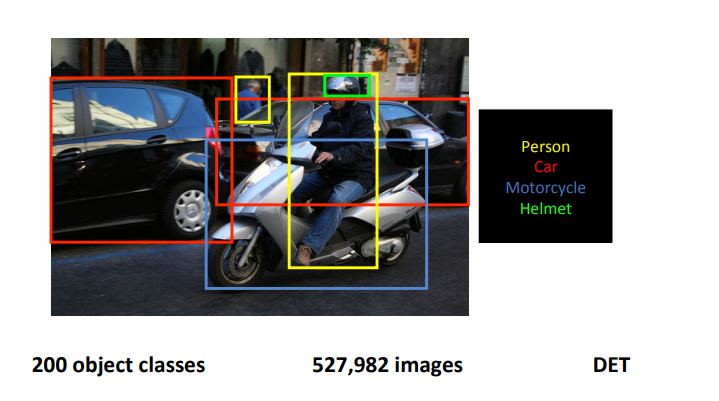 Person
Car
Motorcycle
Helmet
200 object classes
527,982 images
DET